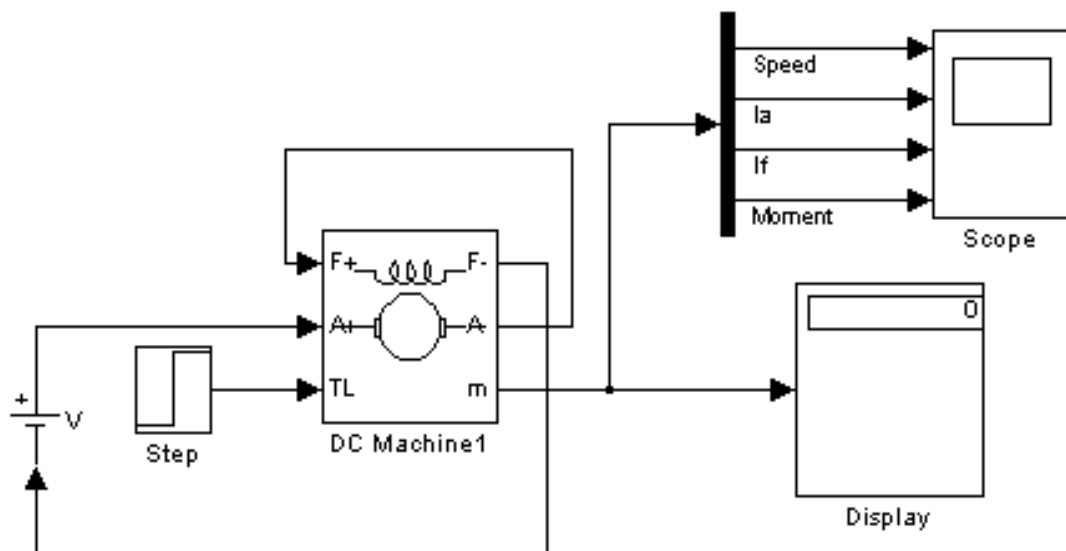 Speed
Ia
If
Moment
Scope
F+ F-
A+ A-
TL m
DC Machine1
+
V
Step
0
Display